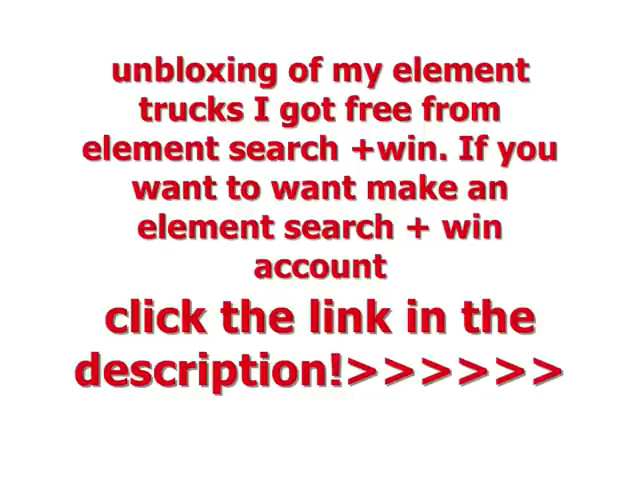 unbloxing of my element
trucks I got free from
element search +win. If you
want to want make an
element search + win
account
click the link in the
description!>>>>>>